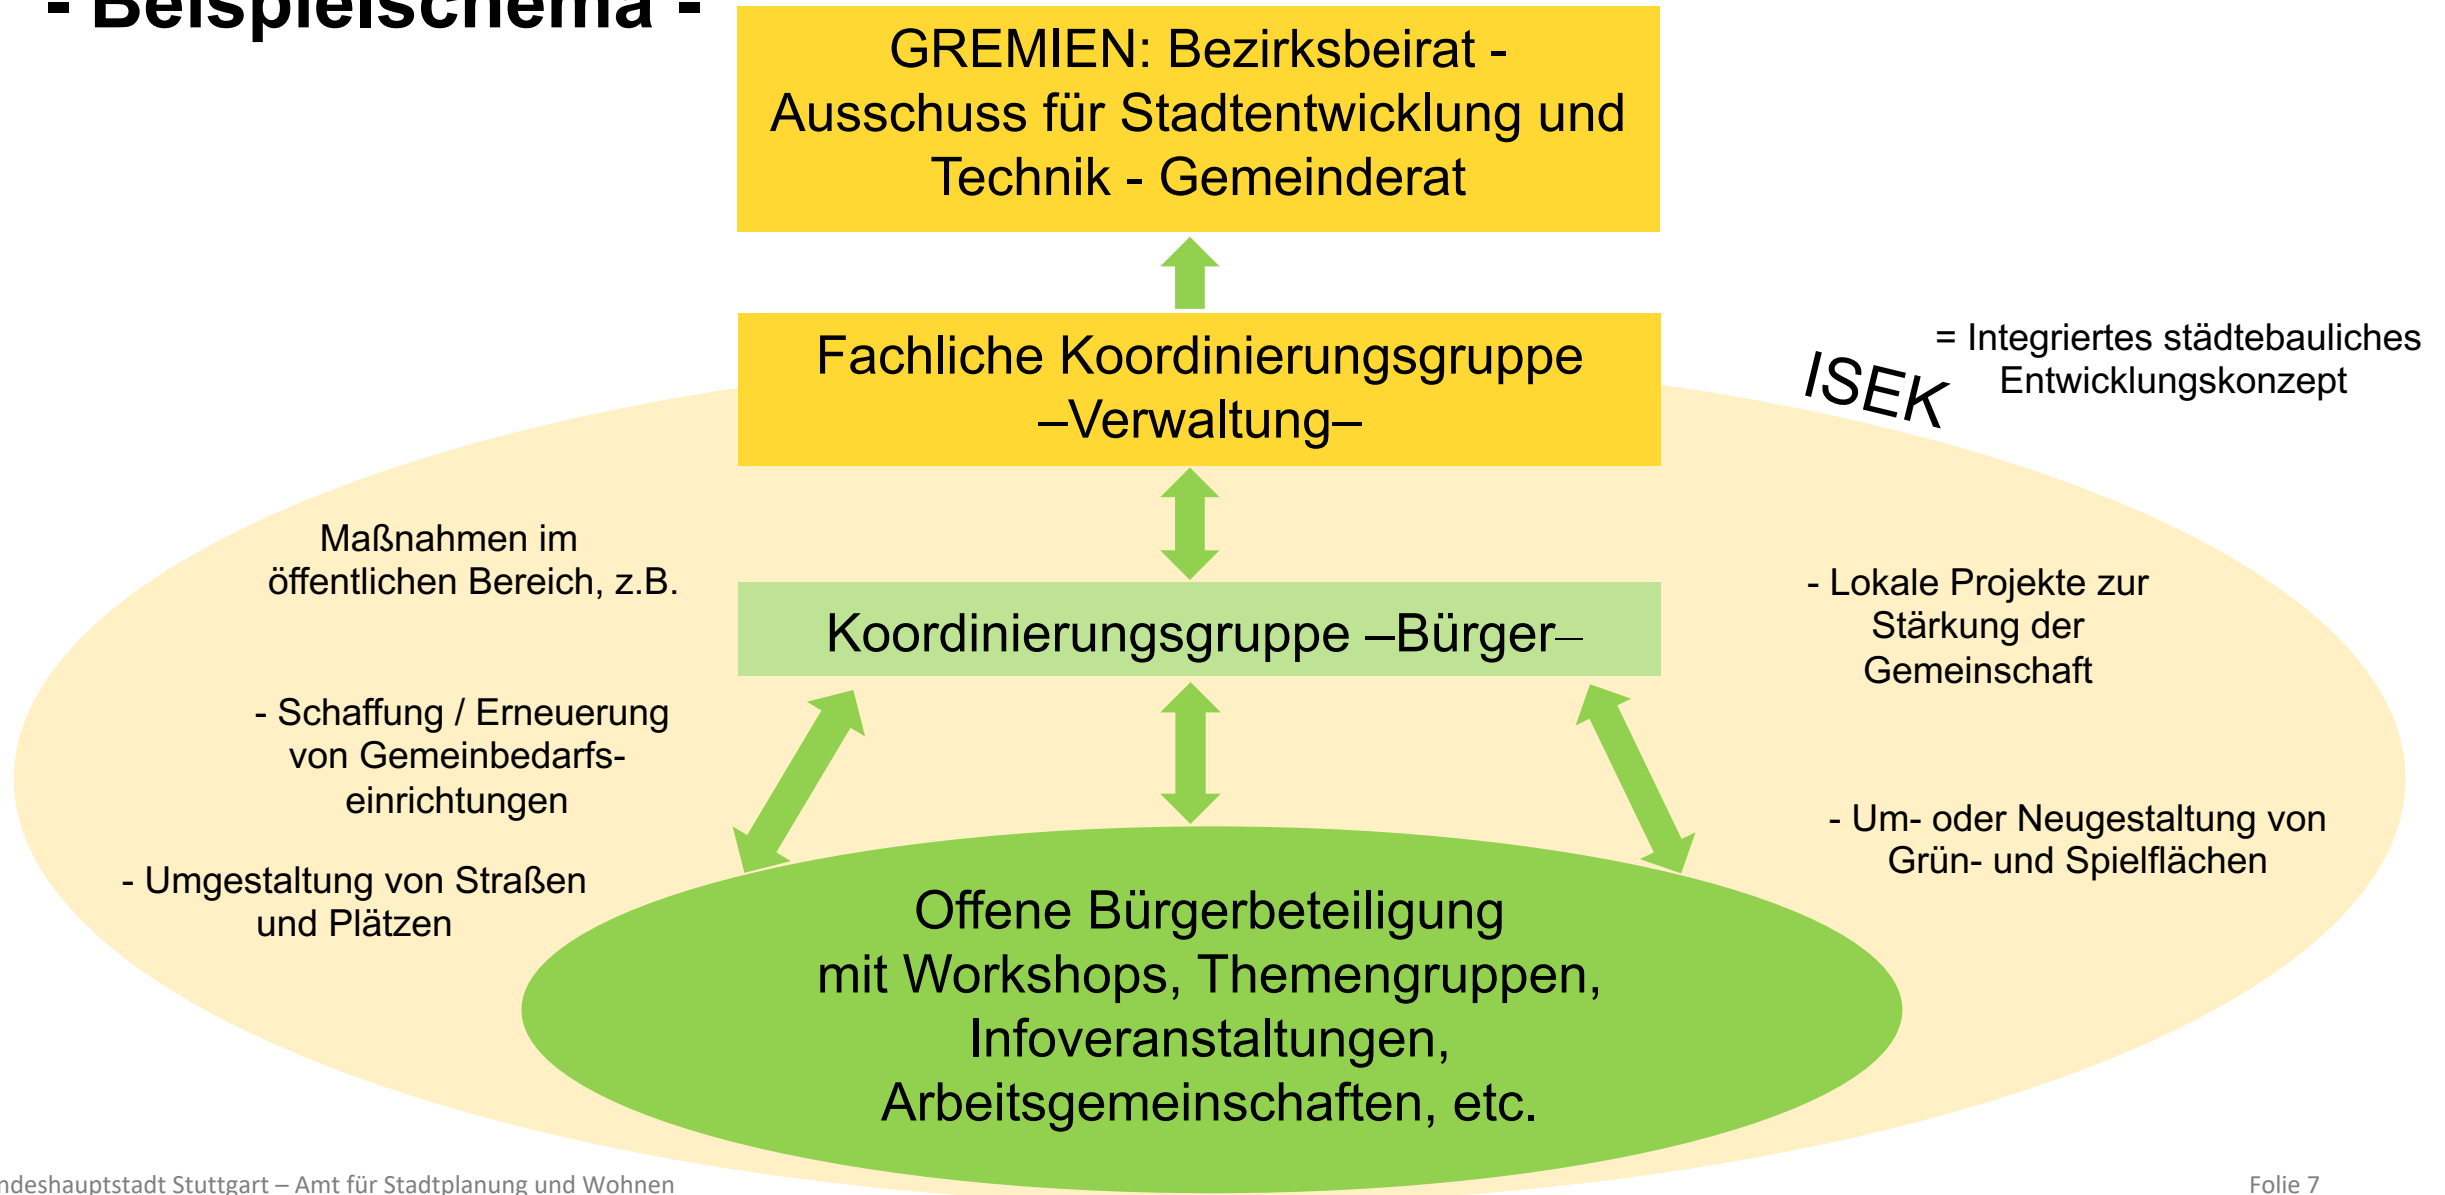 - Beispielschema -
GREMIEN: Bezirksbeirat -
Ausschuss für Stadtentwicklung und
Technik - Gemeinderat
Fachliche Koordinierungsgruppe
–Verwaltung–
ISEK
= Integriertes städtebauliches
Entwicklungskonzept
Maßnahmen im
öffentlichen Bereich, z.B.
- Schaffung / Erneuerung
von Gemeinbedarfs-
einrichtungen
- Umgestaltung von Straßen
und Plätzen
Koordinierungsgruppe –Bürger–
- Lokale Projekte zur
Stärkung der
Gemeinschaft
- Um- oder Neugestaltung von
Grün- und Spielflächen
Offene Bürgerbeteiligung
mit Workshops, Themengruppen,
Infoveranstaltungen,
Arbeitsgemeinschaften, etc.
ndeshauptstadt Stuttgart – Amt für Stadtplanung und Wohnen
Folie 7